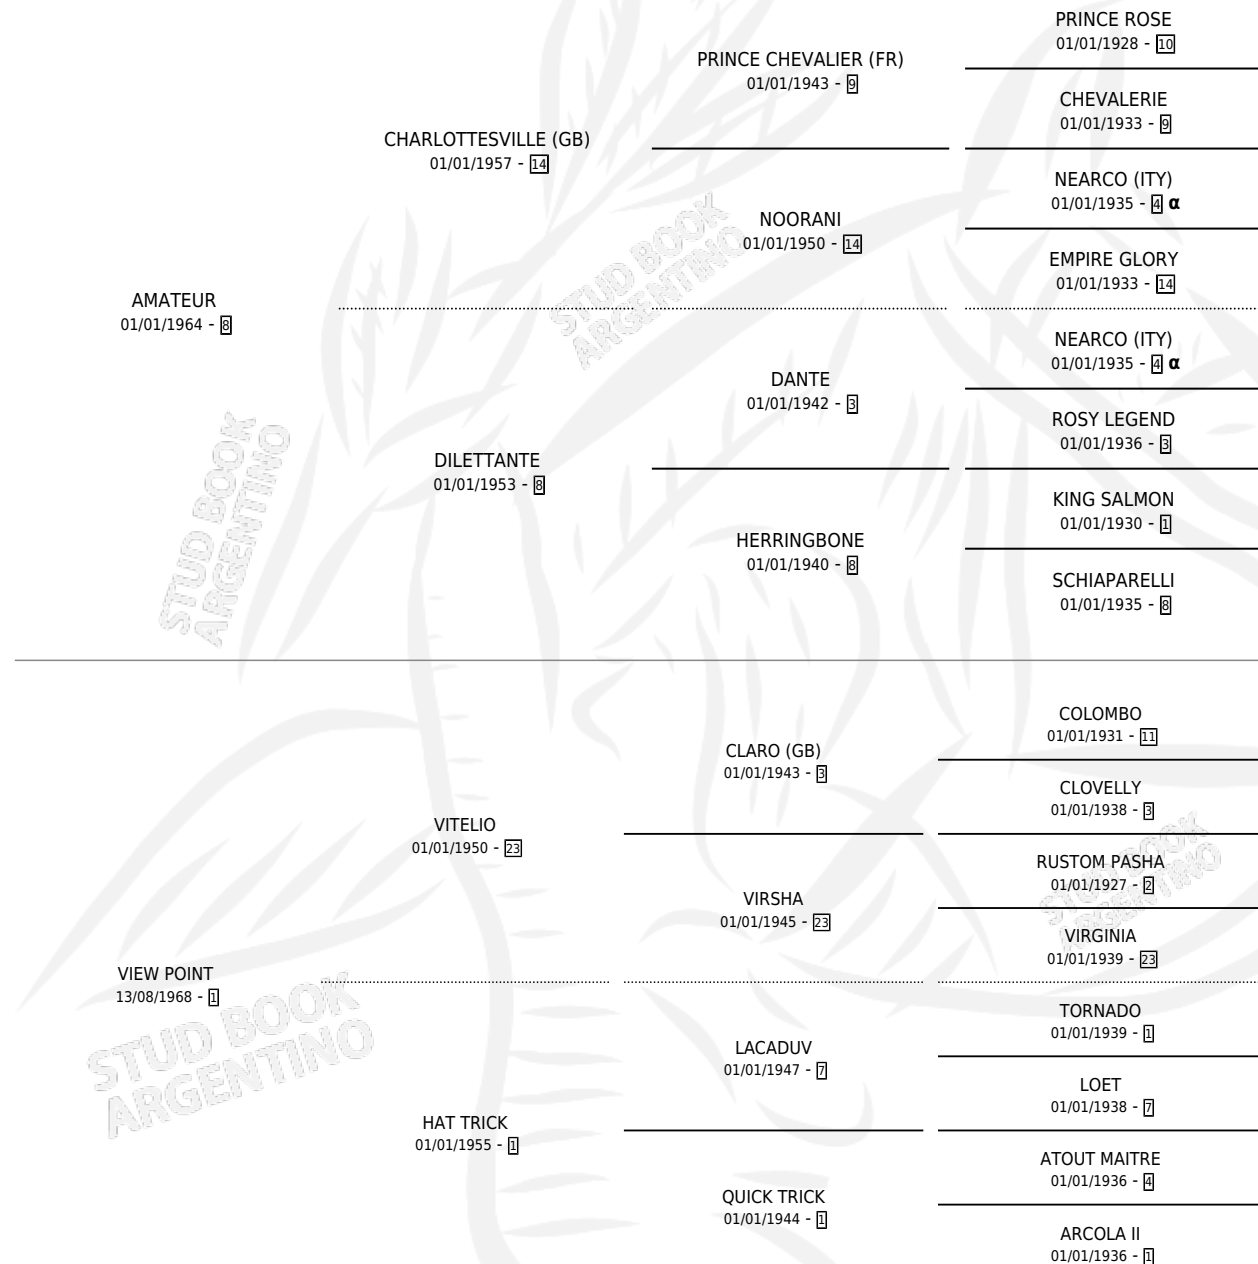 PRINCE ROSE
01/01/1928 - 10
PRINCE CHEVALIER (FR)
01/01/1943 - 9
CHEVALERIE
01/01/1933 - 9
CHARLOTTESVILLE (GB)
01/01/1957 - 14
NEARCO (ITY)
01/01/1935 - 4 α
NOORANI
01/01/1950 - 14
EMPIRE GLORY
01/01/1933 - 14
STUD BOOK
ARGENTINO
AMATEUR
01/01/1964 - 8
NEARCO (ITY)
01/01/1935 - 4 α
DANTE
01/01/1942 - 3
ROSY LEGEND
01/01/1936 - 3
DILETTANTE
01/01/1953 - 8
KING SALMON
01/01/1930 - 1
HERRINGBONE
01/01/1940 - 8
SCHIAPARELLI
01/01/1935 - 8
STUD BOOK
ARGENTINO
COLOMBO
01/01/1931 - 11
CLARO (GB)
01/01/1943 - 3
CLOVELLY
01/01/1938 - 3
VITELIO
01/01/1950 - 23
RUSTOM PASHA
01/01/1927 - 2
VIRSHA
01/01/1945 - 23
VIRGINIA
01/01/1939 - 23
STUD BOOK
ARGENTINO
VIEW POINT
13/08/1968 - 1
TORNADO
01/01/1939 - 1
LACADUV
01/01/1947 - 7
LOET
01/01/1938 - 7
STUD BOOK
ARGENTINO
HAT TRICK
01/01/1955 - 1
ATOUT MAITRE
01/01/1936 - 4
QUICK TRICK
01/01/1944 - 1
ARCOLA II
01/01/1936 - 1